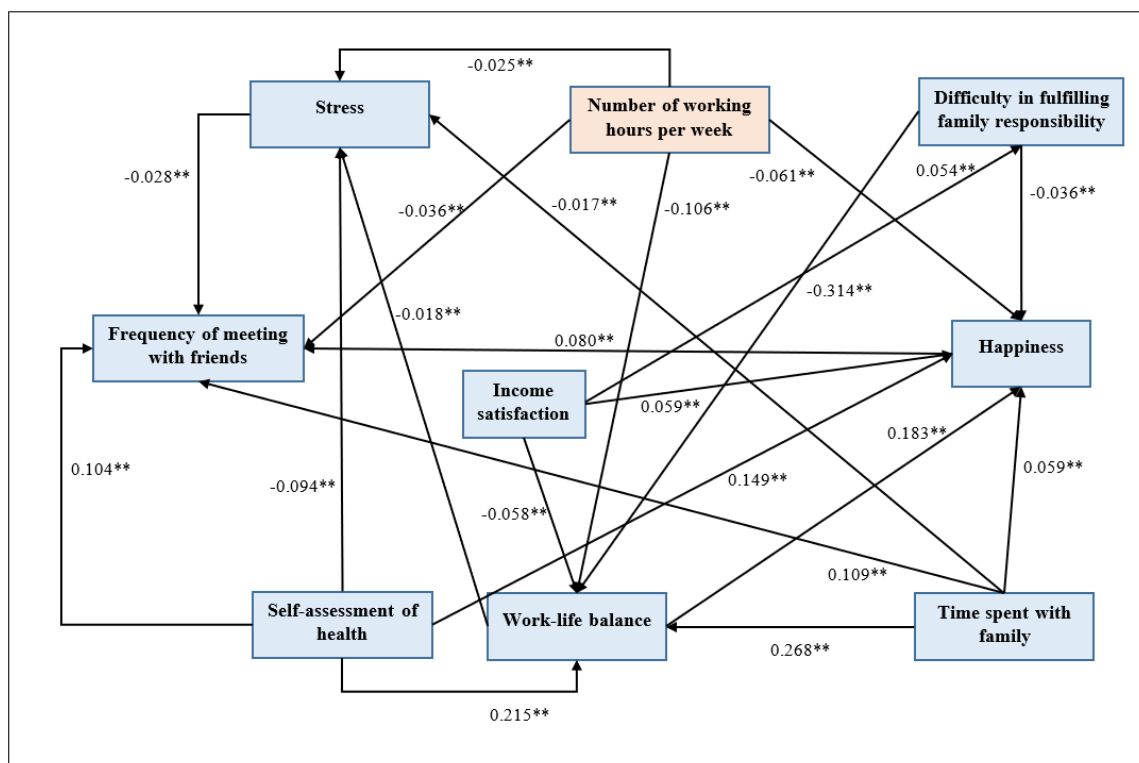 -0.025**
Stress
Number of working
hours per week
Difficulty in fulfilling
family responsibility
-0.028**
-0.036**
-0.017**
-0.061**
-0.106**
0.054**
-0.036**
-0.314**
-0.018**
Frequency of meeting
with friends
0.080**
Happiness
Income
satisfaction
0.059**
0.183**
0.104**
-0.094**
0.149**
0.059**
-0.058**
0.109**
Self-assessment of
health
Work-life balance
Time spent with
family
0.268**
0.215**